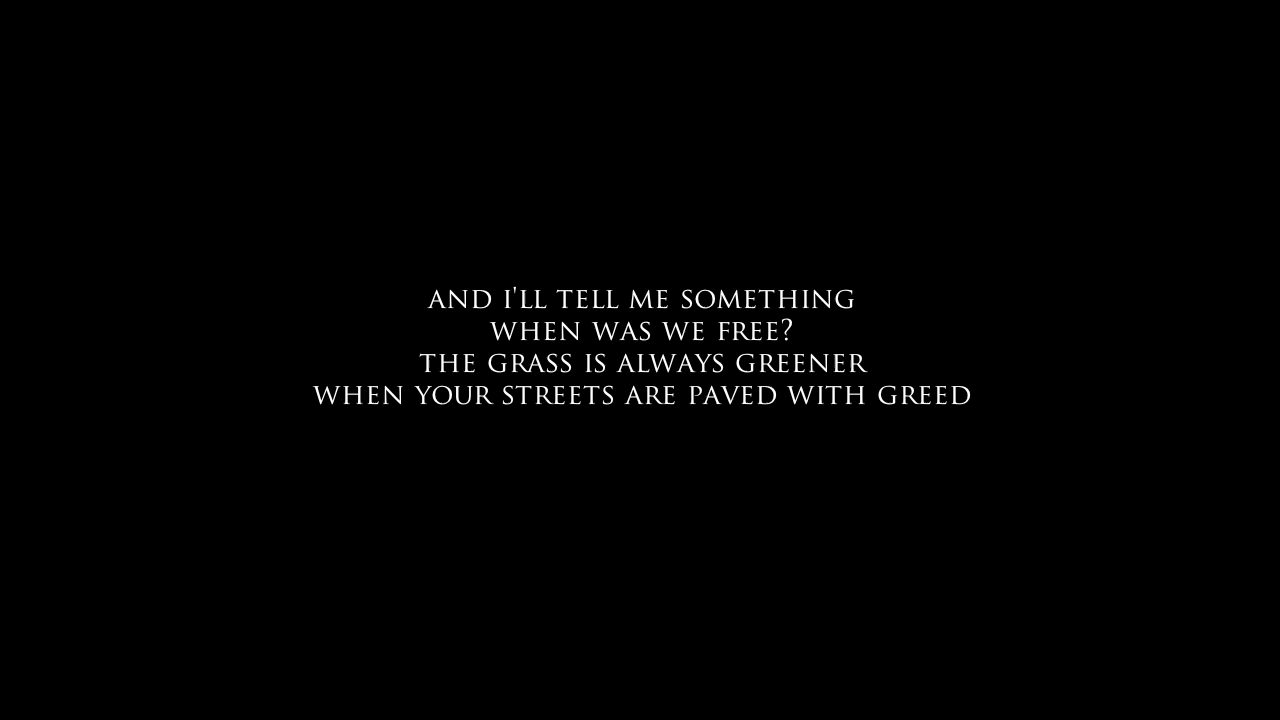 AND I'LL TELL ME SOMETHING
WHEN WAS WE FREE?
THE GRASS IS ALWAYS GREENER
WHEN YOUR STREETS ARE PAVED WITH GREED